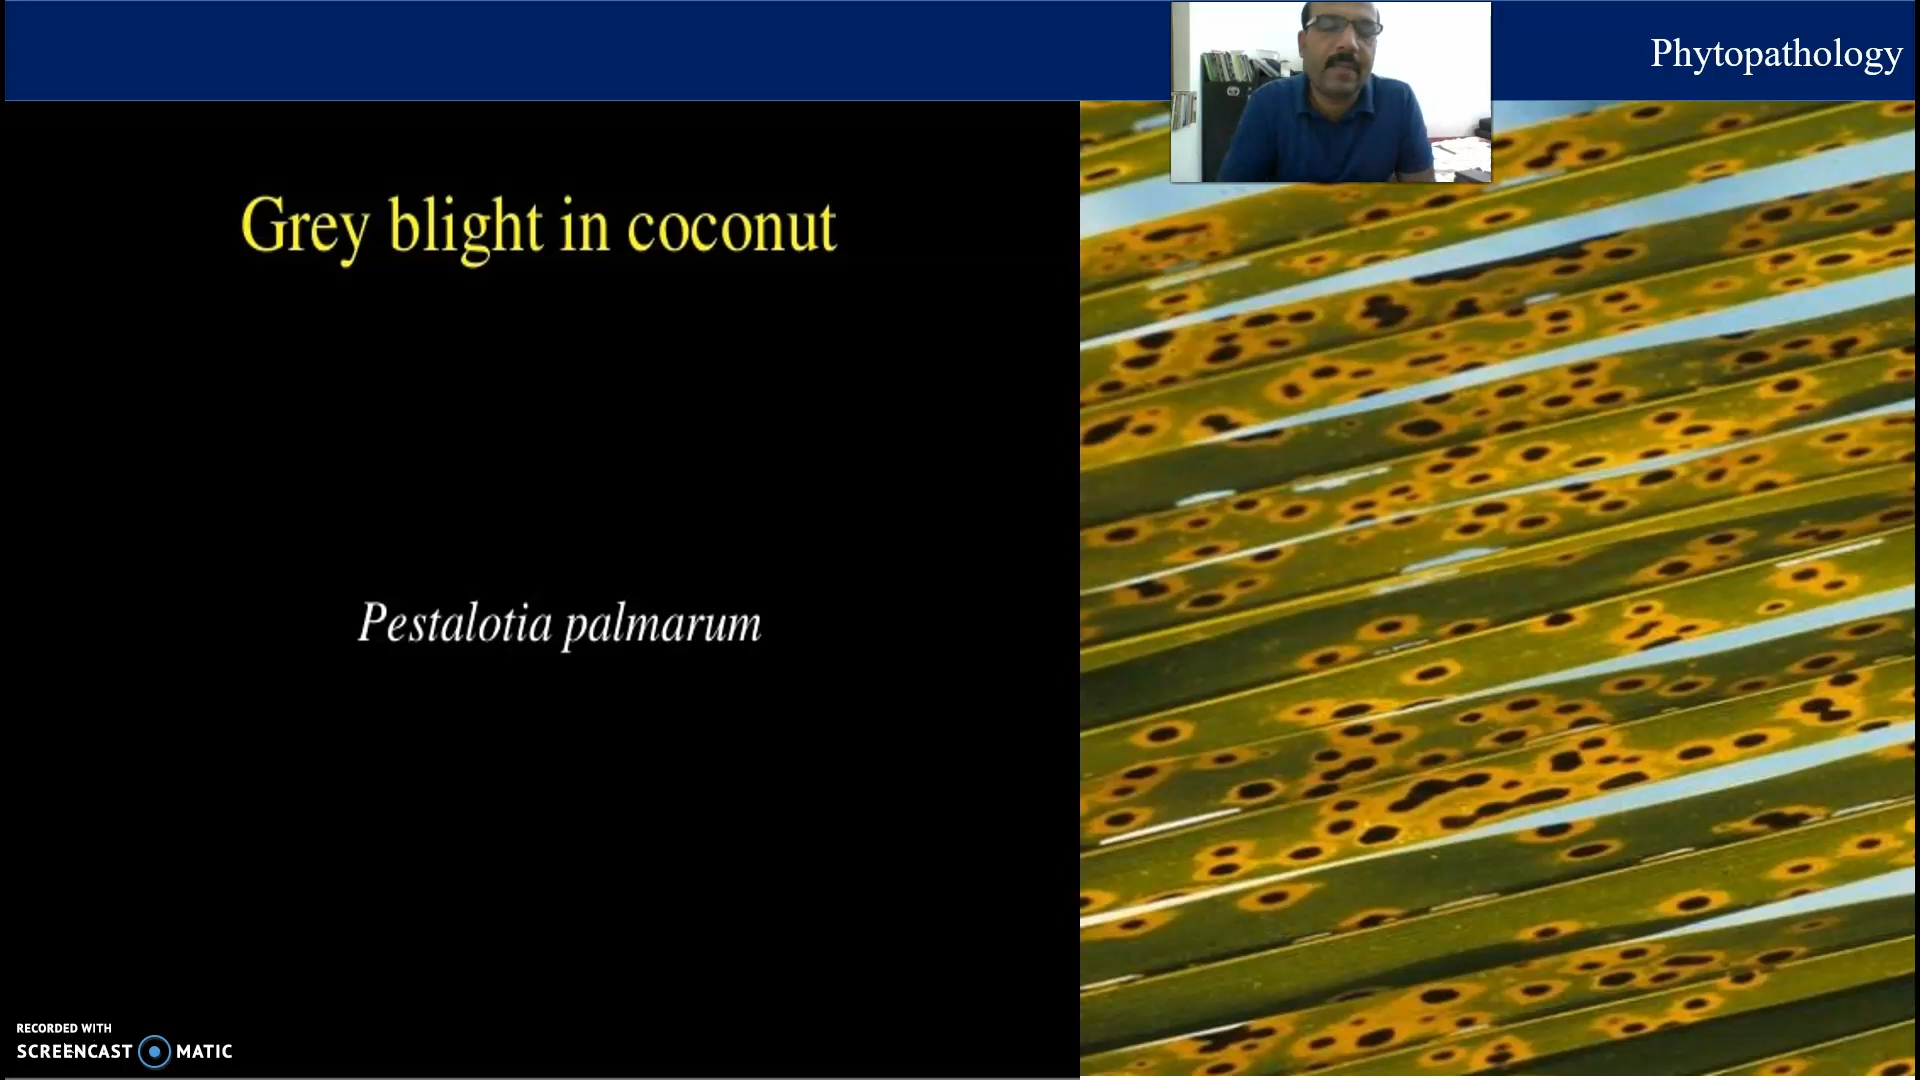 Phytopathology
Grey blight in coconut
Pestalotia palmarum
RECORDED WITH
SCREENCAST MATIC